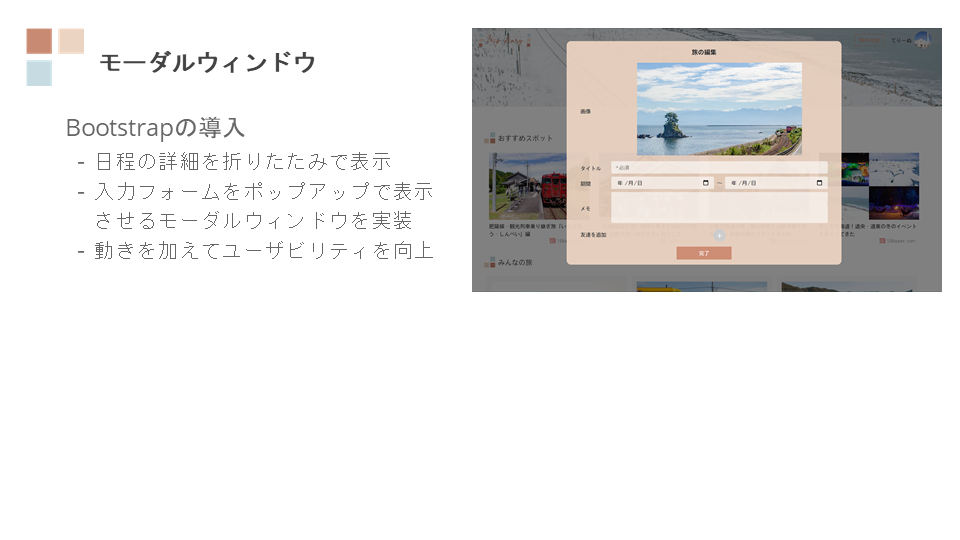 モーダルウィンドウ
Bootstrapの導入
- 日程の詳細を折りたたみで表示
- 入力フォームをポップアップで表示
させるモーダルウィンドウを実装
- 動きを加えてユーザビリティを向上
旅の編集
画像
タイトル
*必須
期間
年 /月/日
～
年 /月/日
メモ
友達を追加
+
完了
てりーぬ
おすすめスポット
みんなの旅